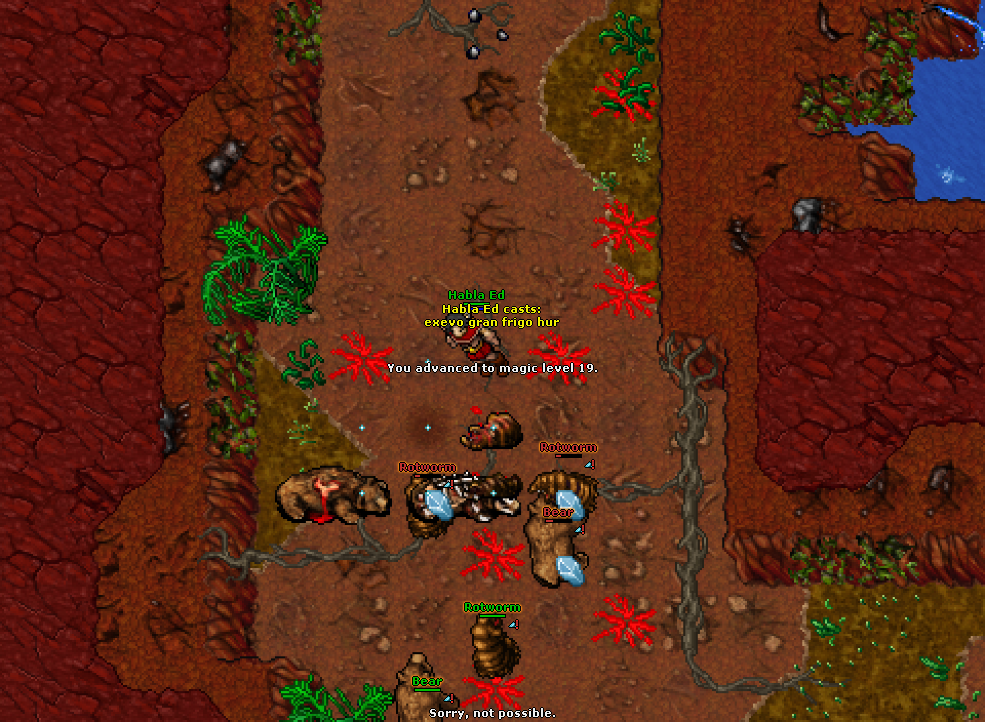 Habla Ed
Habla Ed casts:
exevo gran frigo hur
You advanced to magic level 19.
Rotworm
Rotworm
Bear
Rotworm
Bear
Sorry, not possible.